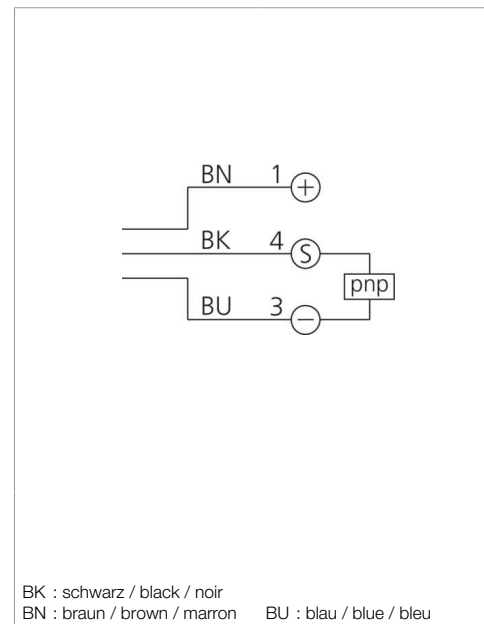 BN 1 +
BK 4 S
pnp
BU 3 −
BK : schwarz / black / noir
BN : braun / brown / marron BU : blau / blue / bleu